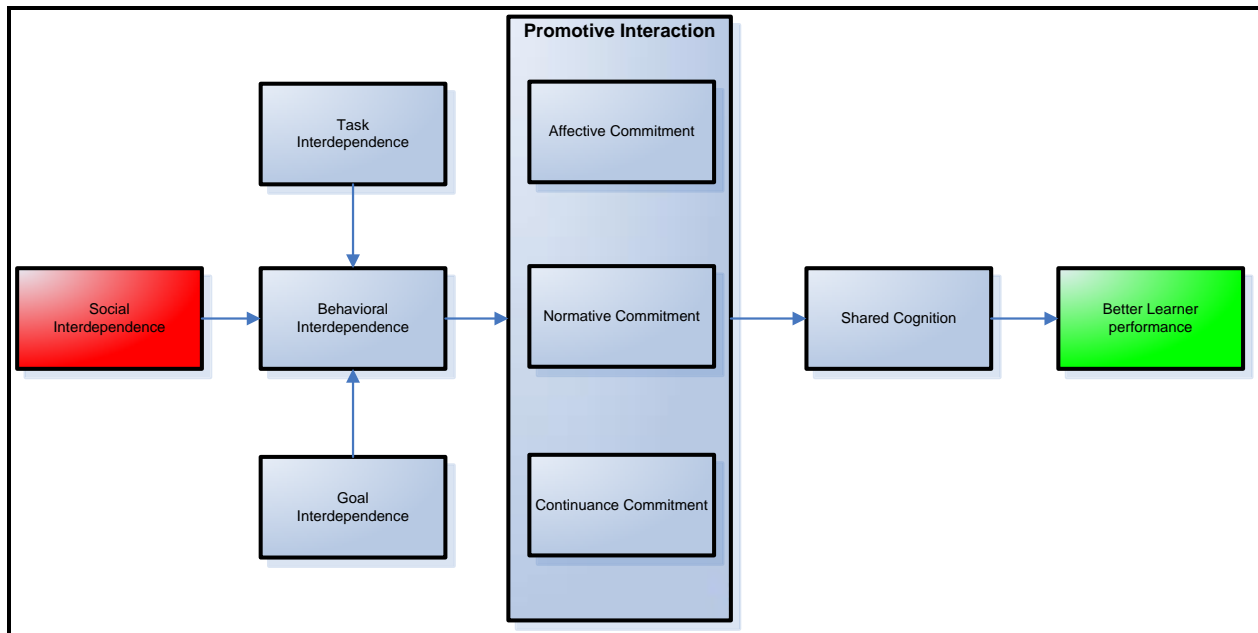 Promotive Interaction
Task
Interdependence
Affective Commitment
Social
Interdependence
Behavioral
Interdependence
Normative Commitment
Shared Cognition
Better Learner
performance
Goal
Interdependence
Continuance Commitment